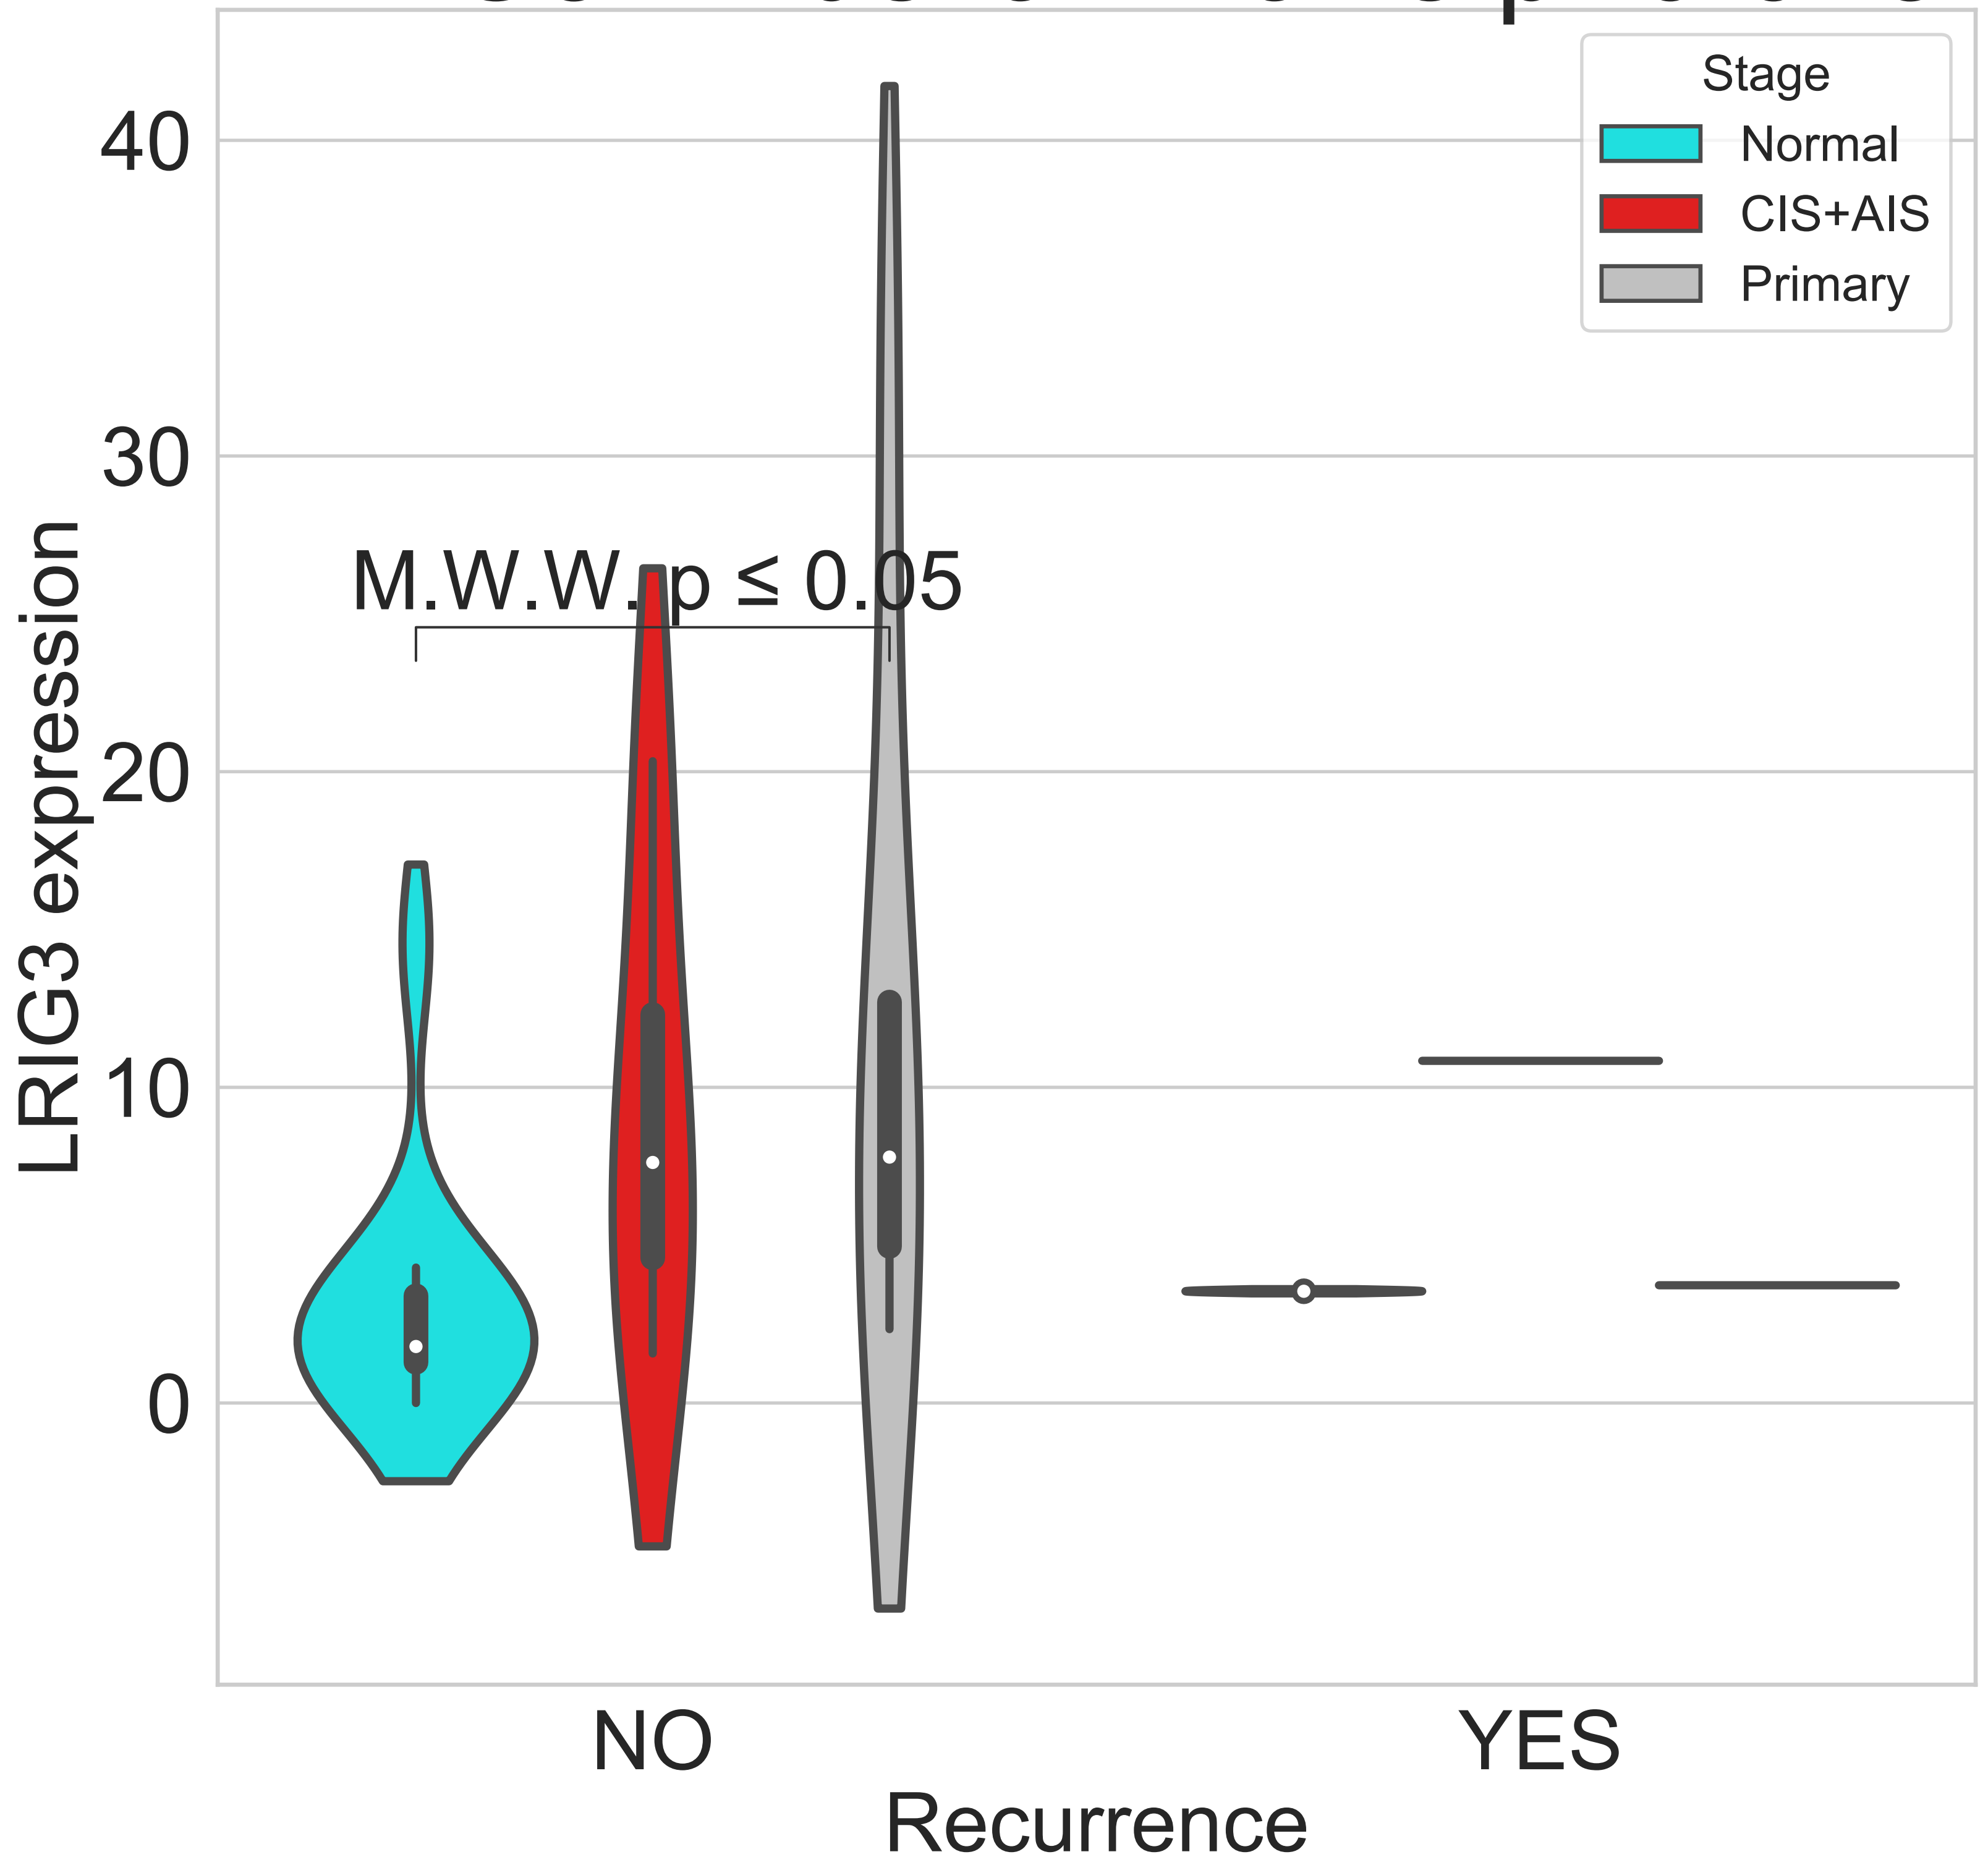 Stage
Normal
CIS+AIS
Primary
40
30
20
10
0
LRIG3 expression
M.W.W. p ≤ 0.05
NO
YES
Recurrence